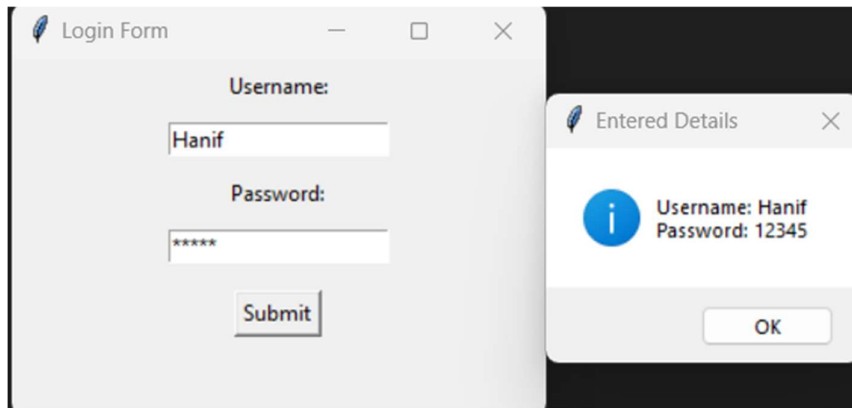 Login Form
Username:
Hanif
Password:
*****
Submit
Entered Details
Username: Hanif
Password: 12345
OK